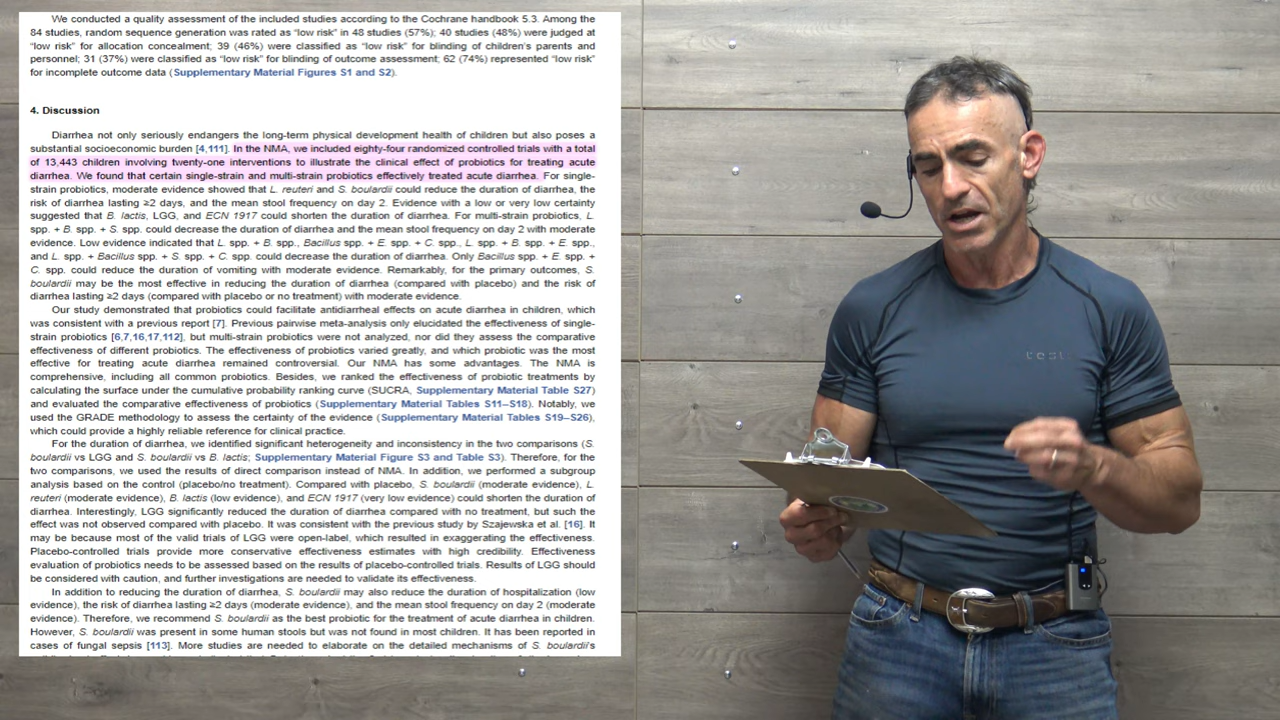 We conducted a quality assessment of the included studies according to the Cochrane handbook 5.3. Among the
84 studies, random sequence generation was rated as “low risk” in 48 studies (57%); 40 studies (48%) were judged at
“low risk” for allocation concealment; 39 (46%) were classified as “low risk” for blinding of children’s parents and
personnel; 31 (37%) were classified as “low risk” for blinding of outcome assessment; 62 (74%) represented “low risk”
for incomplete outcome data (Supplementary Material Figures S1 and S2).
4. Discussion
Diarrhea not only seriously endangers the long-term physical development health of children but also poses a
substantial socioeconomic burden [4,111]. In the NMA, we included eighty-four randomized controlled trials with a total
of 13,443 children involving twenty-one interventions to illustrate the clinical effect of probiotics for treating acute
diarrhea. We found that certain single-strain and multi-strain probiotics effectively treated acute diarrhea. For single-
strain probiotics, moderate evidence showed that L. reuteri and S. boulardii could reduce the duration of diarrhea, the
risk of diarrhea lasting ≥2 days, and the mean stool frequency on day 2. Evidence with a low or very low certainty
suggested that B. lactis, LGG, and ECN 1917 could shorten the duration of diarrhea. For multi-strain probiotics, L.
spp. + B. spp. + S. spp. could decrease the duration of diarrhea and the mean stool frequency on day 2 with moderate
evidence. Low evidence indicated that L. spp. + B. spp., Bacillus spp. + E. spp. + C. spp., L. spp. + B. spp. + E. spp.,
and L. spp. + Bacillus spp. + S. spp. + C. spp. could decrease the duration of diarrhea. Only Bacillus spp. + E. spp. +
C. spp. could reduce the duration of vomiting with moderate evidence. Remarkably, for the primary outcomes, S.
boulardii may be the most effective in reducing the duration of diarrhea (compared with placebo) and the risk of
diarrhea lasting ≥2 days (compared with placebo or no treatment) with moderate evidence.
Our study demonstrated that probiotics could facilitate antidiarrheal effects on acute diarrhea in children, which
was consistent with a previous report [7]. Previous pairwise meta-analysis only elucidated the effectiveness of single-
strain probiotics [6,7,16,17,112], but multi-strain probiotics were not analyzed, nor did they assess the comparative
effectiveness of different probiotics. The effectiveness of probiotics varied greatly, and which probiotic was the most
effective for treating acute diarrhea remained controversial. Our NMA has some advantages. The NMA is
comprehensive, including all common probiotics. Besides, we ranked the effectiveness of probiotic treatments by
calculating the surface under the cumulative probability ranking curve (SUCRA, Supplementary Material Table S27)
and evaluated the comparative effectiveness of probiotics (Supplementary Material Tables S11–S18). Notably, we
used the GRADE methodology to assess the certainty of the evidence (Supplementary Material Tables S19–S26),
which could provide a highly reliable reference for clinical practice.
For the duration of diarrhea, we identified significant heterogeneity and inconsistency in the two comparisons (S.
boulardii vs LGG and S. boulardii vs B. lactis; Supplementary Material Figure S3 and Table S3). Therefore, for the
two comparisons, we used the results of direct comparison instead of NMA. In addition, we performed a subgroup
analysis based on the control (placebo/no treatment). Compared with placebo, S. boulardii (moderate evidence), L.
reuteri (moderate evidence), B. lactis (low evidence), and ECN 1917 (very low evidence) could shorten the duration of
diarrhea. Interestingly, LGG significantly reduced the duration of diarrhea compared with no treatment, but such the
effect was not observed compared with placebo. It was consistent with the previous study by Szajewska et al. [16]. It
may be because most of the valid trials of LGG were open-label, which resulted in exaggerating the effectiveness.
Placebo-controlled trials provide more conservative effectiveness estimates with high credibility. Effectiveness
evaluation of probiotics needs to be assessed based on the results of placebo-controlled trials. Results of LGG should
be considered with caution, and further investigations are needed to validate its effectiveness.
In addition to reducing the duration of diarrhea, S. boulardii may also reduce the duration of hospitalization (low
evidence), the risk of diarrhea lasting ≥2 days (moderate evidence), and the mean stool frequency on day 2 (moderate
evidence). Therefore, we recommend S. boulardii as the best probiotic for the treatment of acute diarrhea in children.
However, S. boulardii was present in some human stools but was not found in most children. It has been reported in
cases of fungal sepsis [113]. More studies are needed to elaborate on the detailed mechanisms of S. boulardii’s